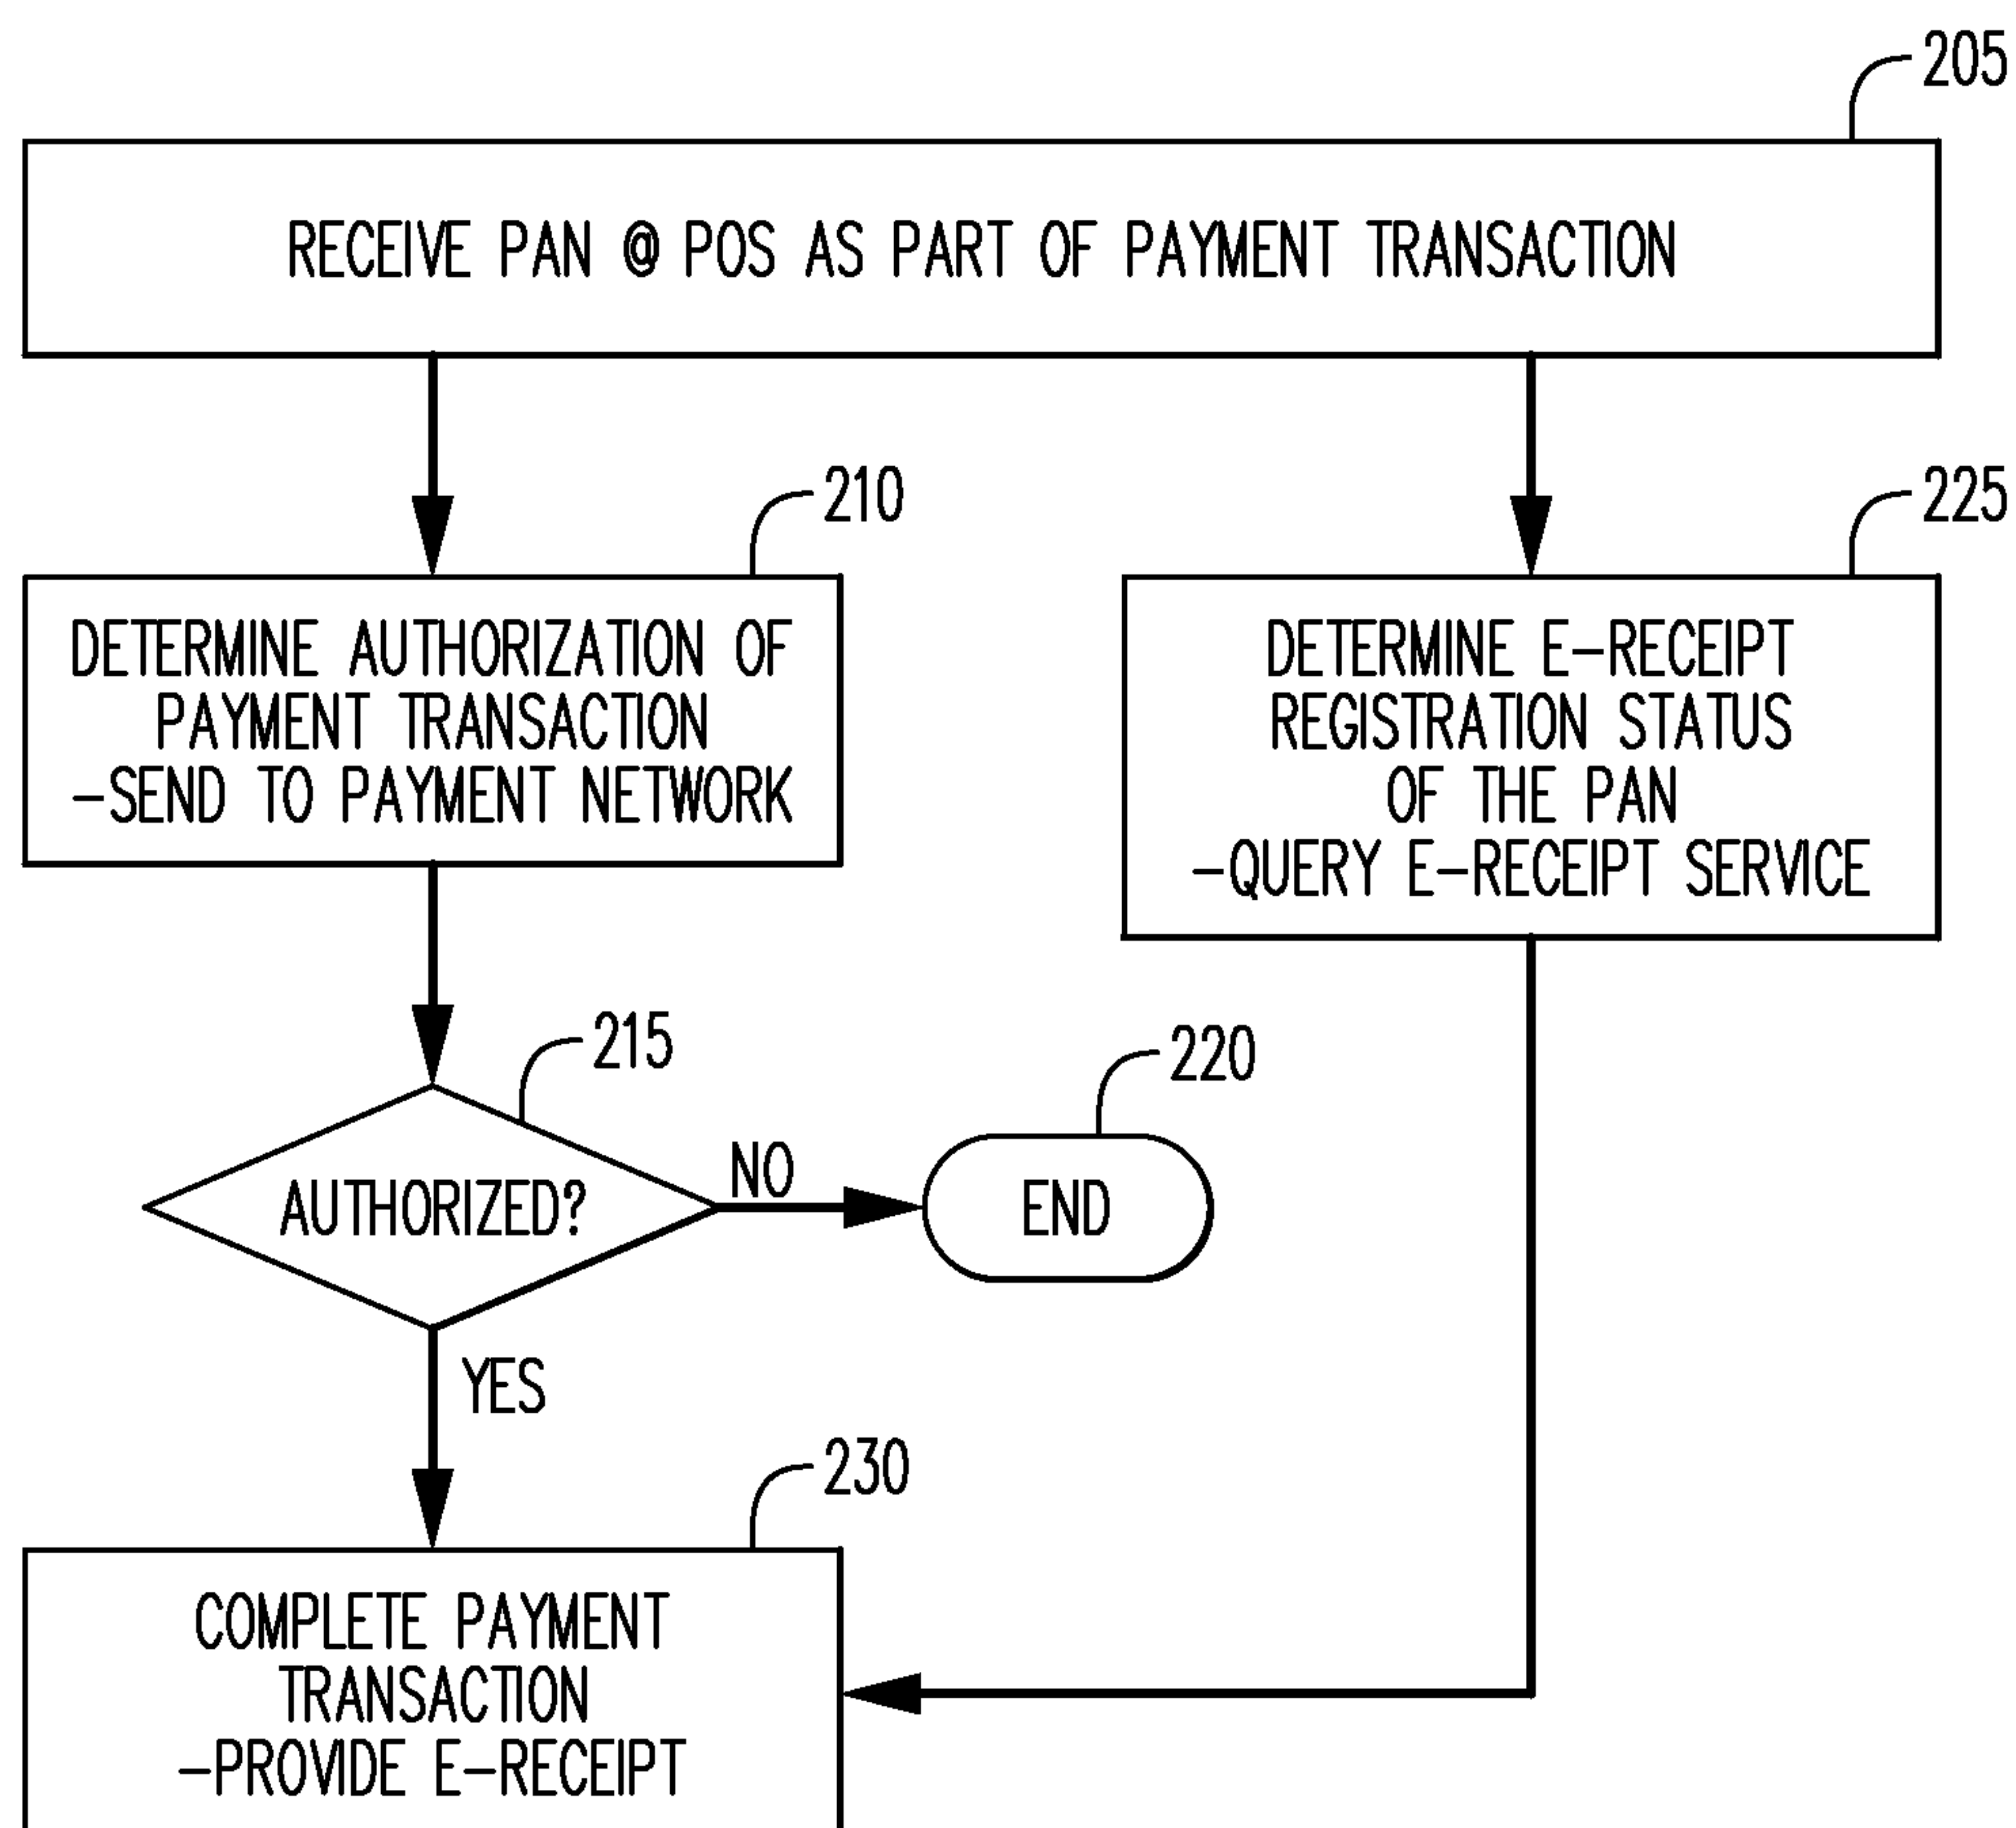 205
RECEIVE PAN @ POS AS PART OF PAYMENT TRANSACTION
210
DETERMINE AUTHORIZATION OF
PAYMENT TRANSACTION
-SEND TO PAYMENT NETWORK
225
DETERMINE E-RECEIPT
REGISTRATION STATUS
OF THE PAN
-QUERY E-RECEIPT SERVICE
215
AUTHORIZED?
NO
220
END
YES
230
COMPLETE PAYMENT
TRANSACTION
-PROVIDE E-RECEIPT